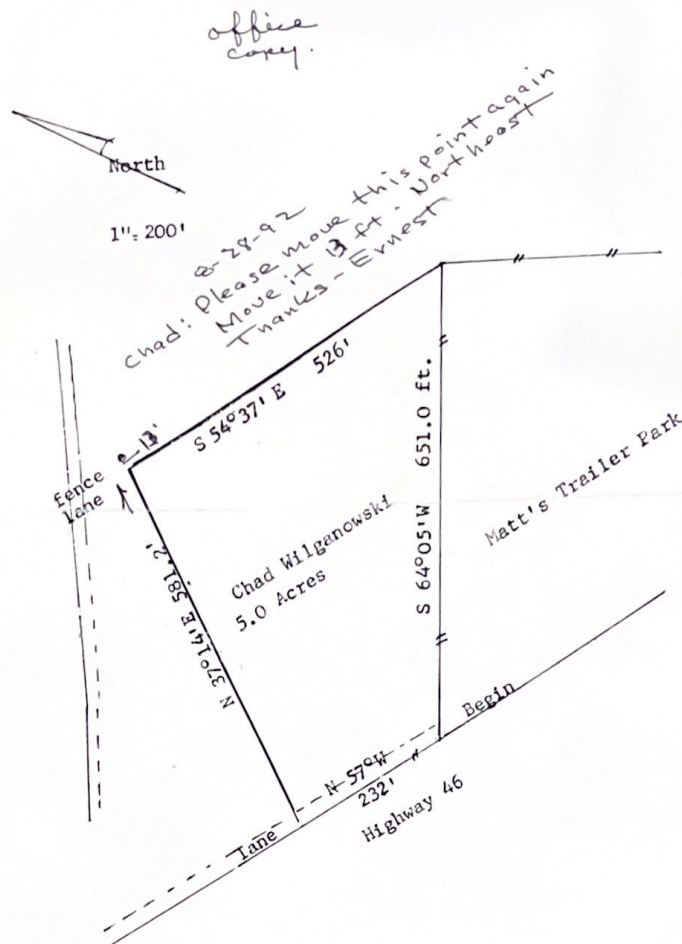 office
copy.
North
1"= 200'
8-28-92
Chad: Please move this point again
Move it 13 ft. Northeast
Thanks - Ernest
S 54°37' E 526'
13'
fence
lane
N 37°14'E 581.2'
Chad Wilganowski
5.0 Acres
S 64°05'W 651.0 ft.
Matt's Trailer Park
Begin
N 57°W
232'
lane
Highway 46